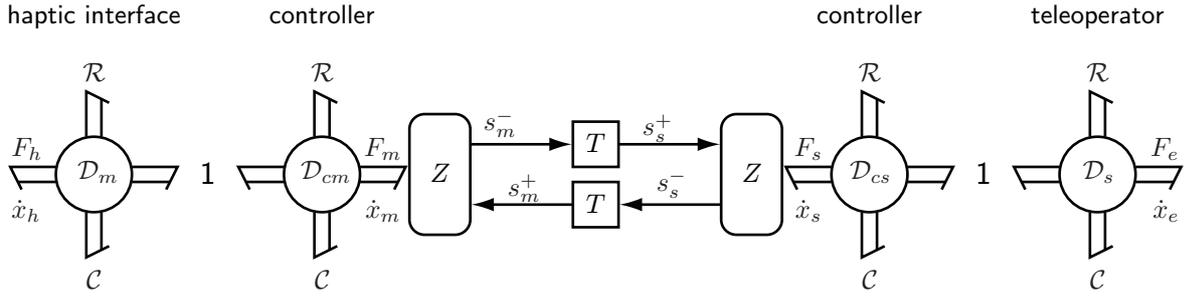 haptic interface controller controller teleoperator
ℛ ℛ ℛ ℛ
s_m^- s_s^+
T
F_h 𝒟_m 1 𝒟_cm F_m Z Z F_s 𝒟_cs 1 𝒟_s F_e
s_m^+ s_s^-
T
ẋ_h ẋ_m ẋ_s ẋ_e
𝒞 𝒞 𝒞 𝒞